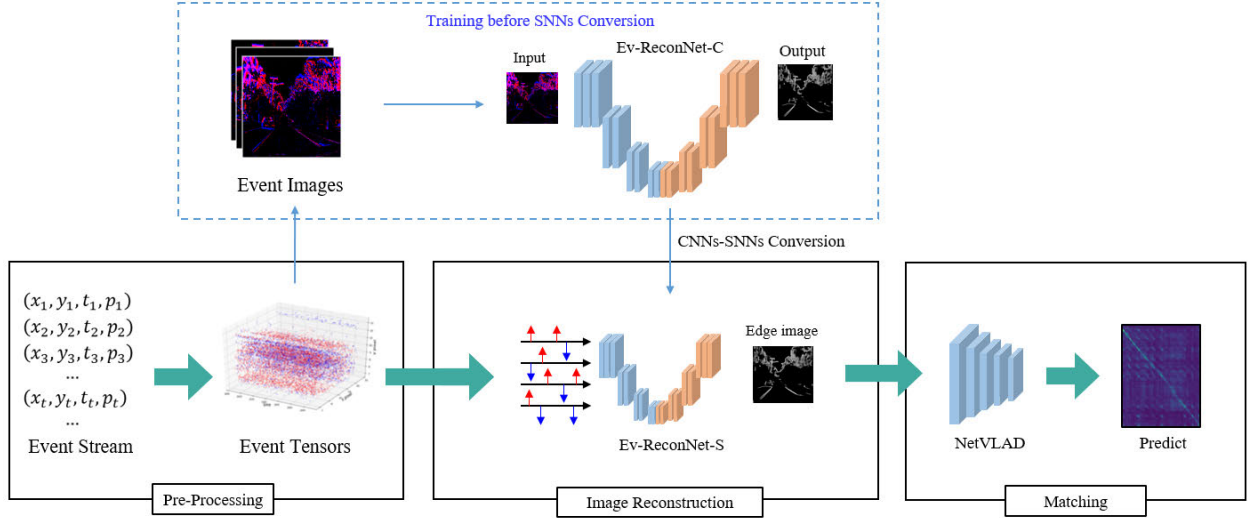 Training before SNNs Conversion
Ev-ReconNet-C
Input
Output
Event Images
CNNs-SNNs Conversion
(x₁, y₁, t₁, p₁)
(x₂, y₂, t₂, p₂)
(x₃, y₃, t₃, p₃)
...
(xₜ, yₜ, tₜ, pₜ)
...
Event Stream
Event Tensors
Pre-Processing
Edge image
Ev-ReconNet-S
Image Reconstruction
NetVLAD
Predict
Matching